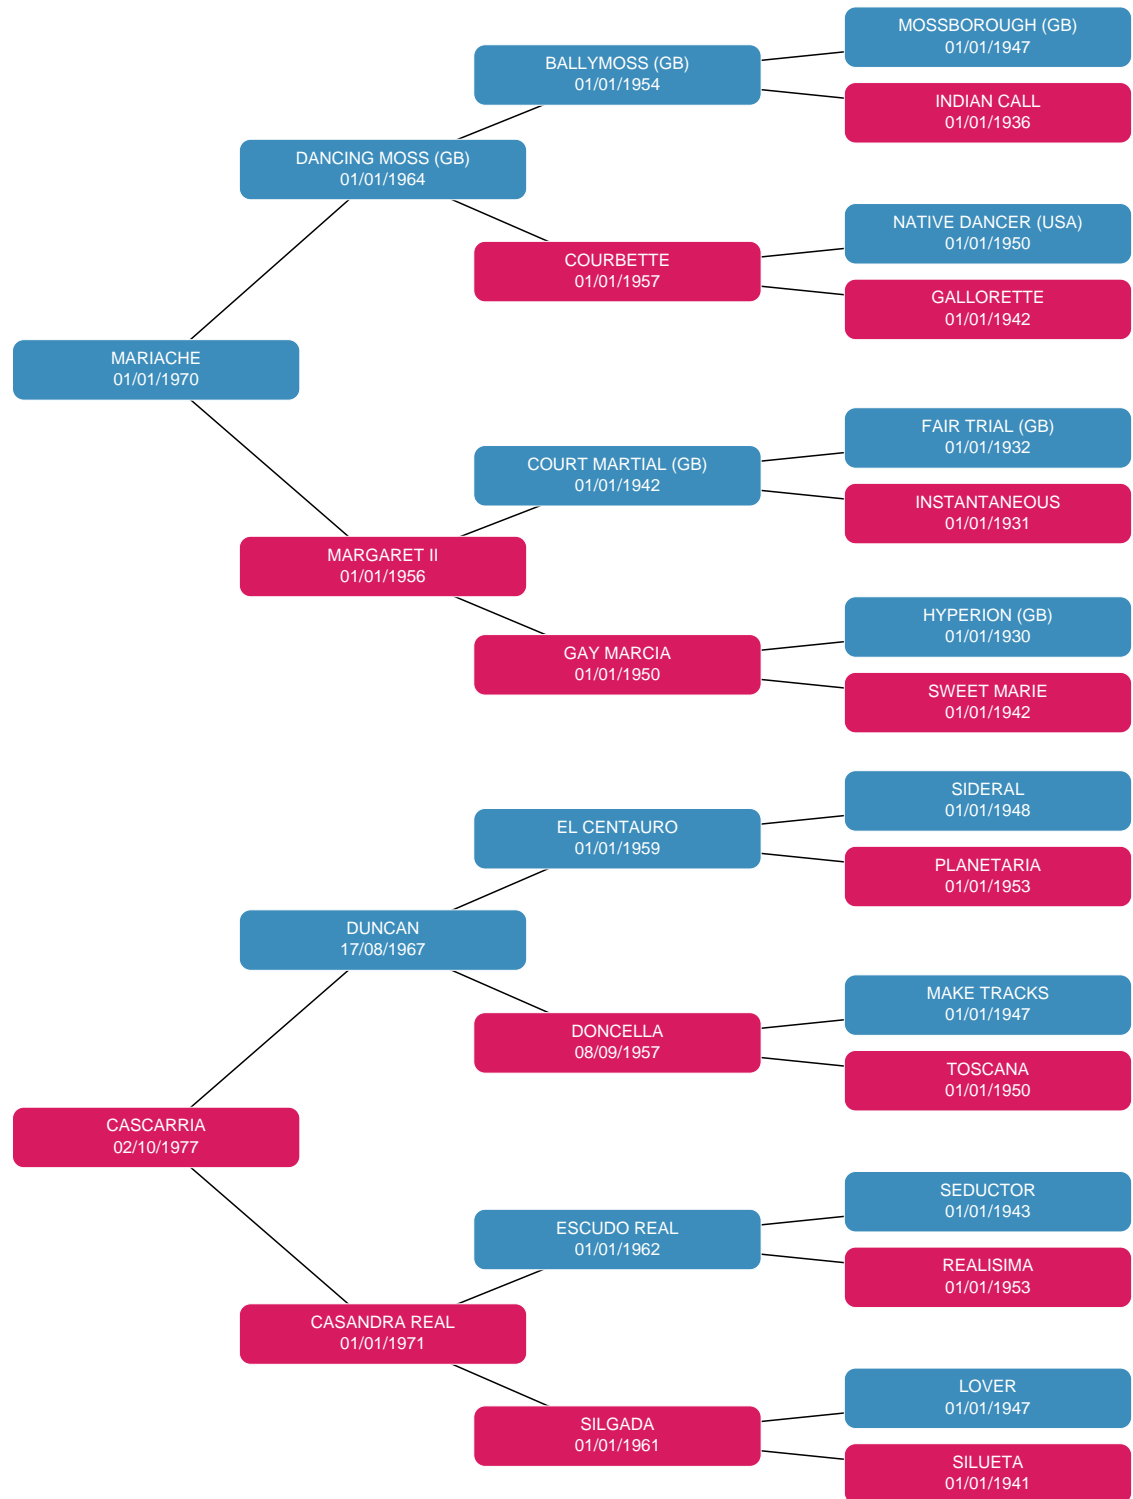 MOSSBOROUGH (GB)
01/01/1947
BALLYMOSS (GB)
01/01/1954
INDIAN CALL
01/01/1936
DANCING MOSS (GB)
01/01/1964
NATIVE DANCER (USA)
01/01/1950
COURBETTE
01/01/1957
GALLORETTE
01/01/1942
MARIACHE
01/01/1970
FAIR TRIAL (GB)
01/01/1932
COURT MARTIAL (GB)
01/01/1942
INSTANTANEOUS
01/01/1931
MARGARET II
01/01/1956
HYPERION (GB)
01/01/1930
GAY MARCIA
01/01/1950
SWEET MARIE
01/01/1942
SIDERAL
01/01/1948
EL CENTAURO
01/01/1959
PLANETARIA
01/01/1953
DUNCAN
17/08/1967
MAKE TRACKS
01/01/1947
DONCELLA
08/09/1957
TOSCANA
01/01/1950
CASCARRIA
02/10/1977
SEDUCTOR
01/01/1943
ESCUDO REAL
01/01/1962
REALISIMA
01/01/1953
CASANDRA REAL
01/01/1971
LOVER
01/01/1947
SILGADA
01/01/1961
SILUETA
01/01/1941